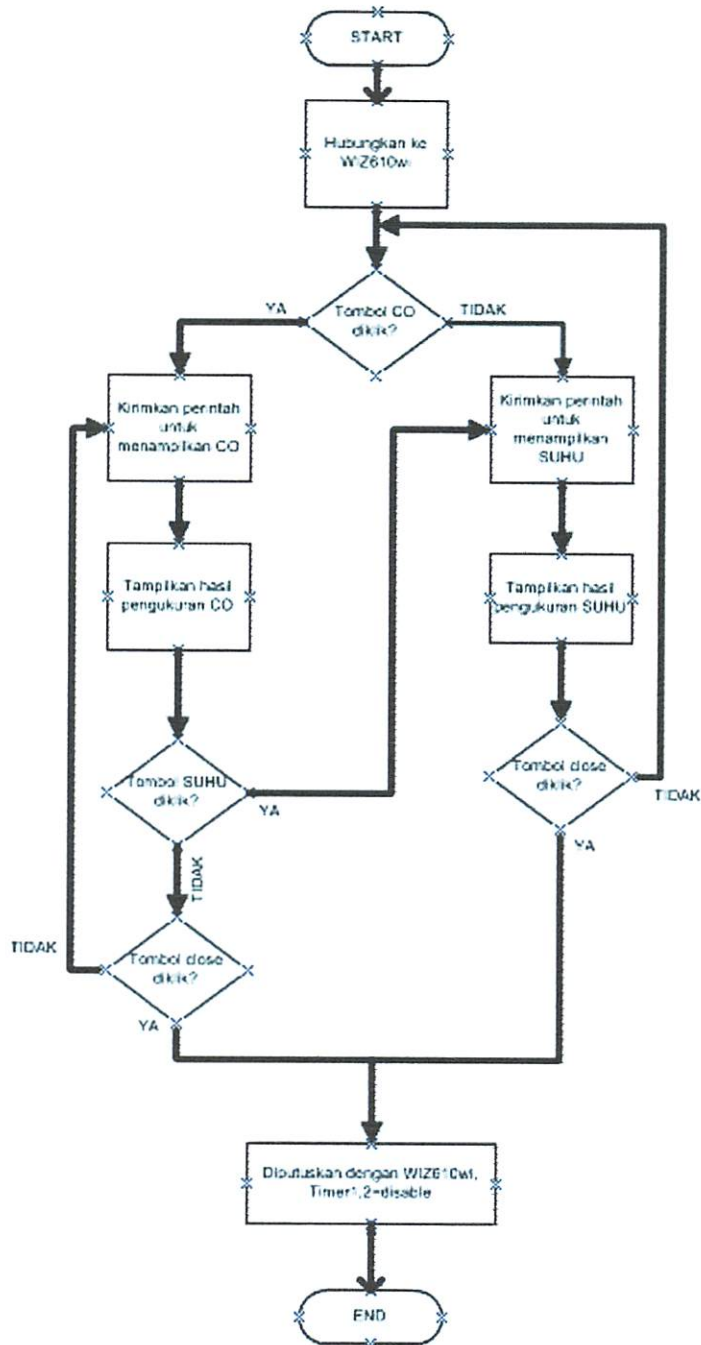 START
Hubungkan ke
WIZ610wi
Tombol CO
diklik?
YA
TIDAK
Kirimkan perintah
untuk
menampilkan CO
Kirimkan perintah
untuk
menampilkan
SUHU
Tampilkan hasil
pengukuran CO
Tampilkan hasil
pengukuran SUHU
Tombol SUHU
diklik?
YA
TIDAK
Tombol close
diklik?
TIDAK
YA
Tombol close
diklik?
TIDAK
YA
Diputuskan dengan WIZ610wi,
Timer1,2=disable
END